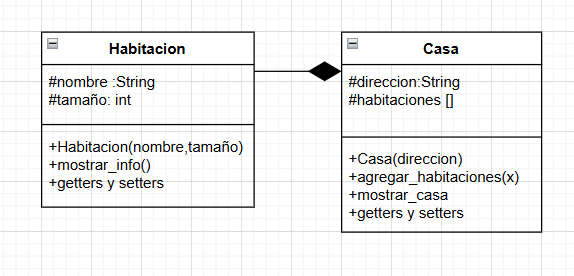 Habitacion
#nombre :String
#tamaño: int
+Habitacion(nombre,tamaño)
+mostrar_info()
+getters y setters
Casa
#direccion:String
#habitaciones []
+Casa(direccion)
+agregar_habitaciones(x)
+mostrar_casa
+getters y setters